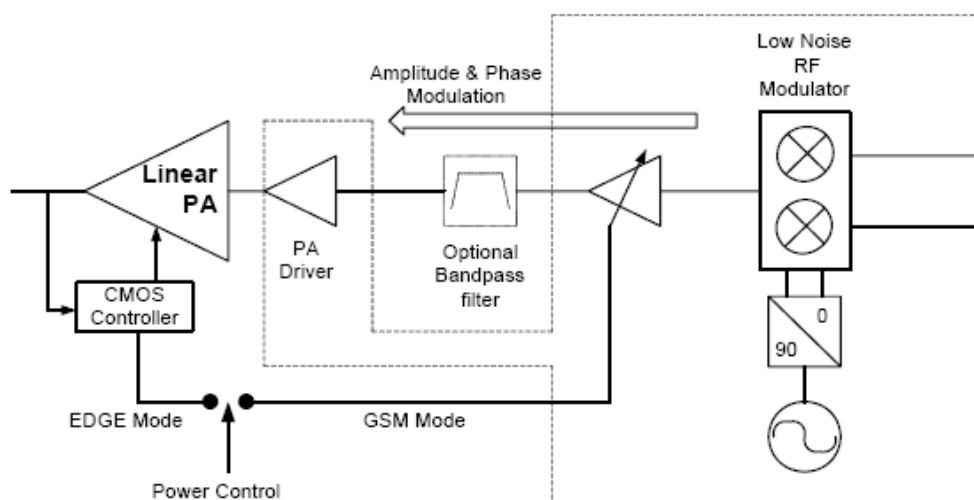 Low Noise
RF
Modulator
Amplitude & Phase
Modulation
Linear
PA
PA
Driver
Optional
Bandpass
filter
CMOS
Controller
0
90
EDGE Mode
GSM Mode
Power Control